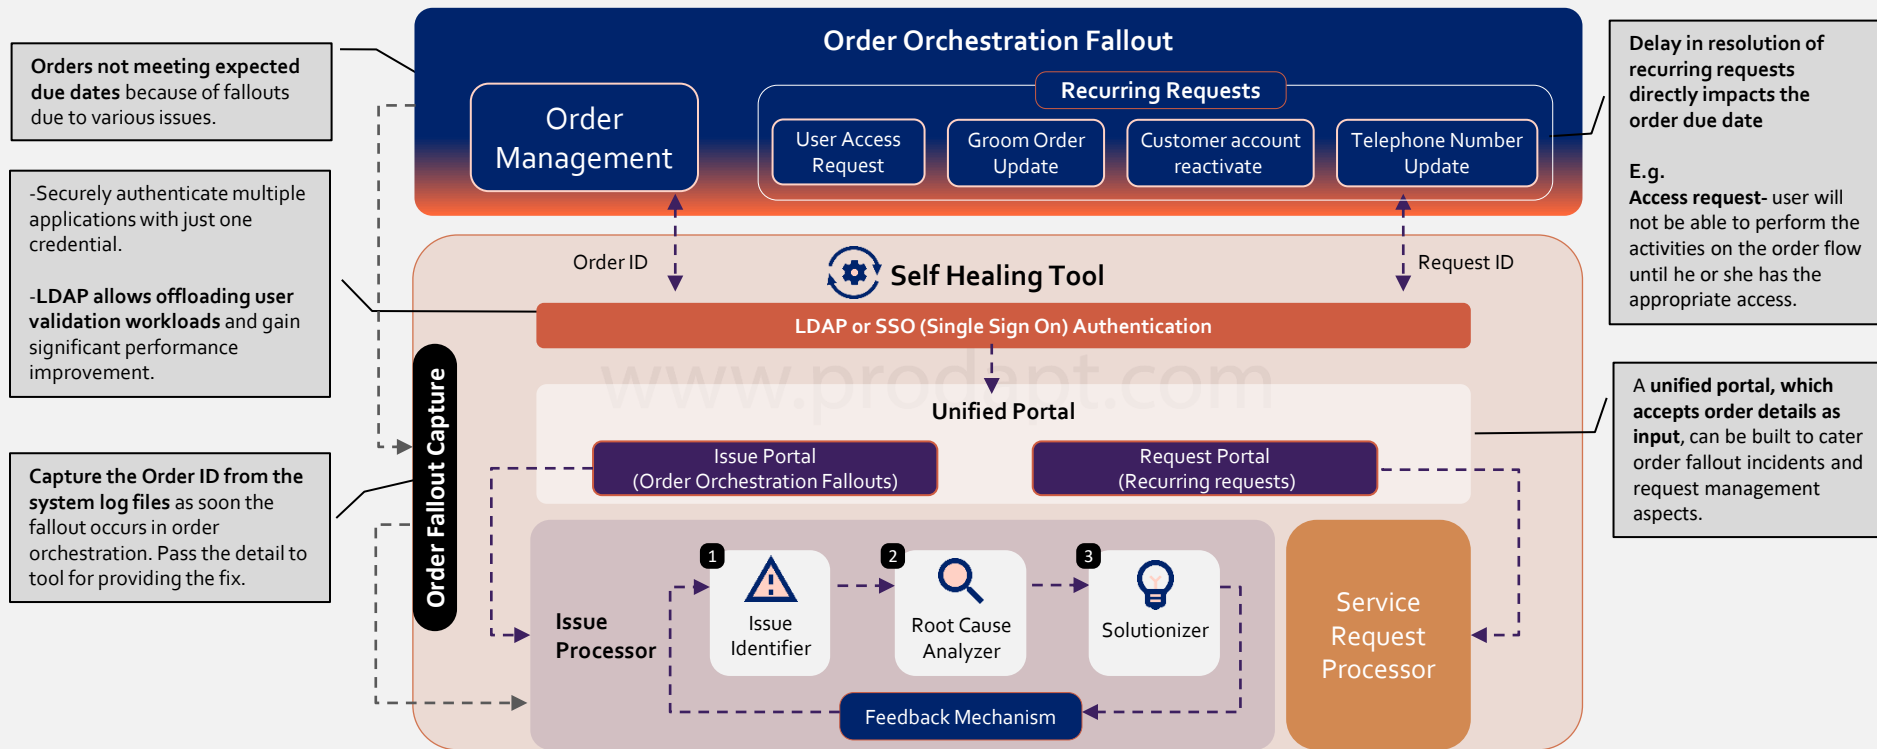 Order Orchestration Fallout
Order
Management
Recurring Requests
User Access
Request
Groom Order
Update
Customer account
reactivate
Telephone Number
Update
Orders not meeting expected
due dates because of fallouts
due to various issues.
-Securely authenticate multiple
applications with just one
credential.
-LDAP allows offloading user
validation workloads and gain
significant performance
improvement.
Capture the Order ID from the
system log files as soon the
fallout occurs in order
orchestration. Pass the detail to
tool for providing the fix.
Delay in resolution of
recurring requests
directly impacts the
order due date
E.g.
Access request- user will
not be able to perform the
activities on the order flow
until he or she has the
appropriate access.
A unified portal, which
accepts order details as
input, can be built to cater
order fallout incidents and
request management
aspects.
Order ID
Self Healing Tool
Request ID
LDAP or SSO (Single Sign On) Authentication
www.prodapt.com
Unified Portal
Issue Portal
(Order Orchestration Fallouts)
Request Portal
(Recurring requests)
Order Fallout Capture
Issue
Processor
1
Issue
Identifier
2
Root Cause
Analyzer
3
Solutionizer
Feedback Mechanism
Service
Request
Processor